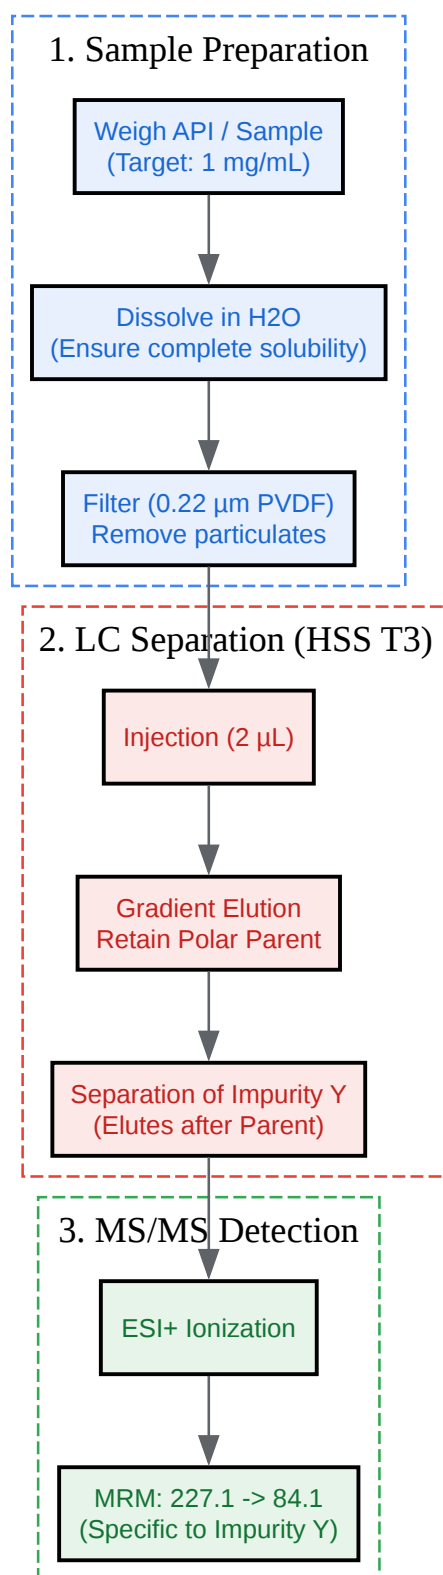 1. Sample Preparation
Weigh API / Sample
(Target: 1 mg/mL)
Dissolve in H2O
(Ensure complete solubility)
Filter (0.22 µm PVDF)
Remove particulates
2. LC Separation (HSS T3)
Injection (2 µL)
Gradient Elution
Retain Polar Parent
Separation of Impurity Y
(Elutes after Parent)
3. MS/MS Detection
ESI+ Ionization
MRM: 227.1 -> 84.1
(Specific to Impurity Y)